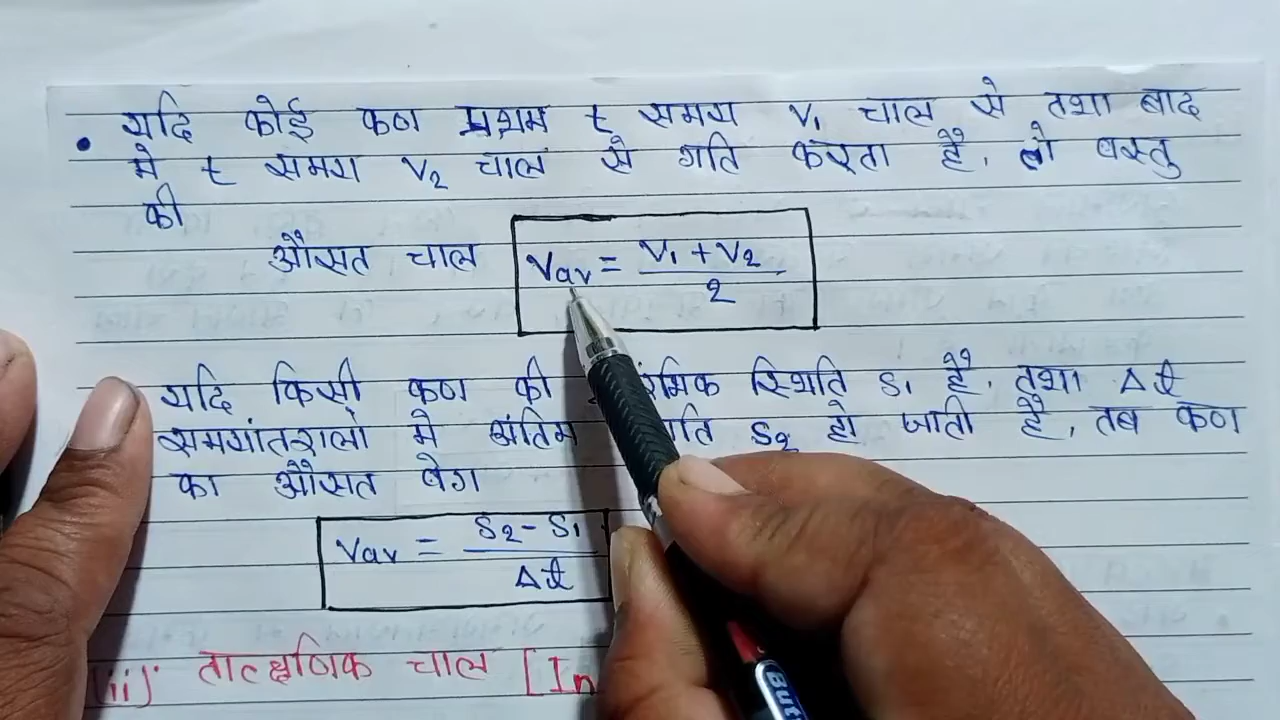 • यदि कोई कण प्रथम t समय V₁ चाल से तथा बाद
मे t समय V₂ चाल से गति करता है, तो वस्तु
की
औसत चाल Vav = V₁ + V₂ / 2
यदि किसी कण की स्थिति S₁ है, तथा Δt
समयांतरालो मे अंतिम S₂ हो जाती है, तब कण
का औसत वेग
Vav = S₂ - S₁ / Δt
(ii) तात्क्षणिक चाल [In
Butt